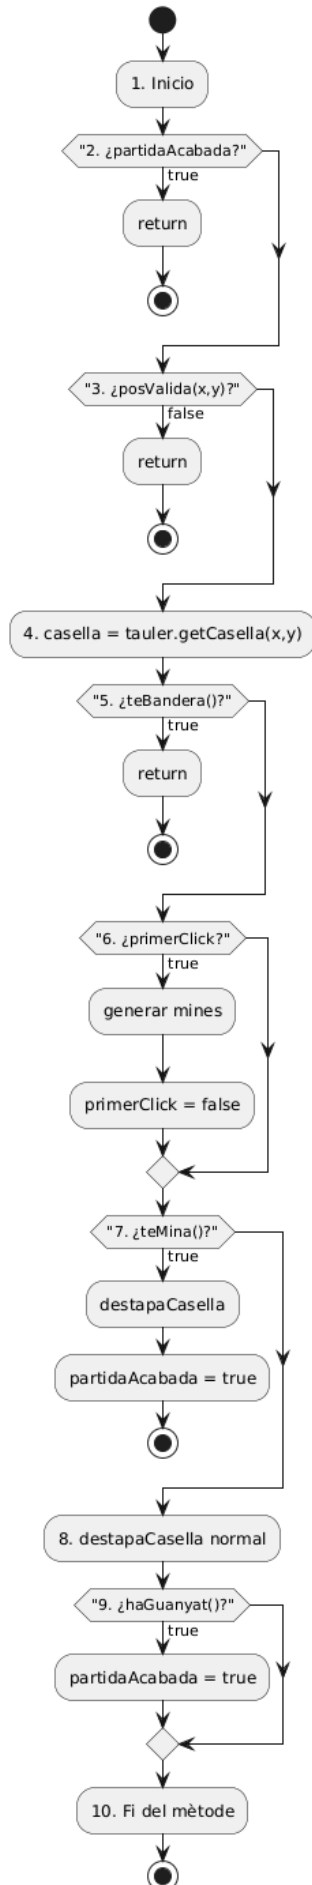 1. Inicio
"2. ¿partidaAcabada?"
true
return
"3. ¿posValida(x,y)?"
false
return
4. casella = tauler.getCasella(x,y)
"5. ¿teBandera()?"
true
return
"6. ¿primerClick?"
true
generar mines
primerClick = false
"7. ¿teMina()?"
true
destapaCasella
partidaAcabada = true
8. destapaCasella normal
"9. ¿haGuanyat()?"
true
partidaAcabada = true
10. Fi del mètode